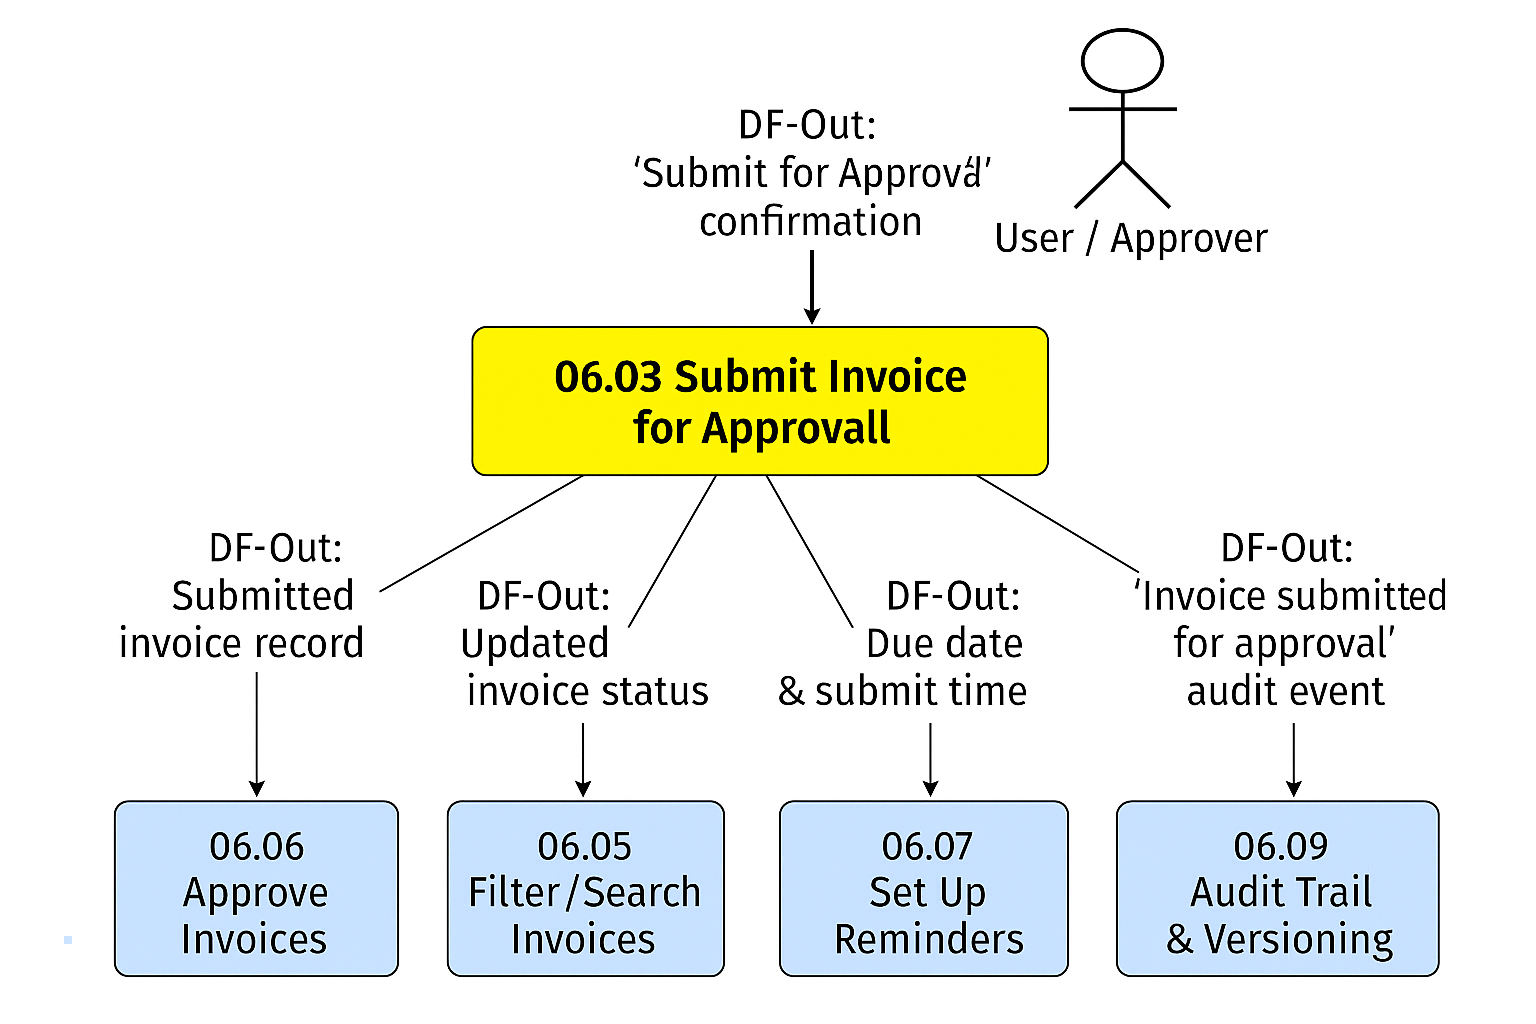 DF-Out:
‘Submit for Approval’
confirmation
User / Approver
06.03 Submit Invoice
for Approvall
DF-Out:
Submitted
invoice record
DF-Out:
Updated
invoice status
DF-Out:
Due date
& submit time
DF-Out:
‘Invoice submitted
for approval’
audit event
06.06
Approve
Invoices
06.05
Filter/Search
Invoices
06.07
Set Up
Reminders
06.09
Audit Trail
& Versioning